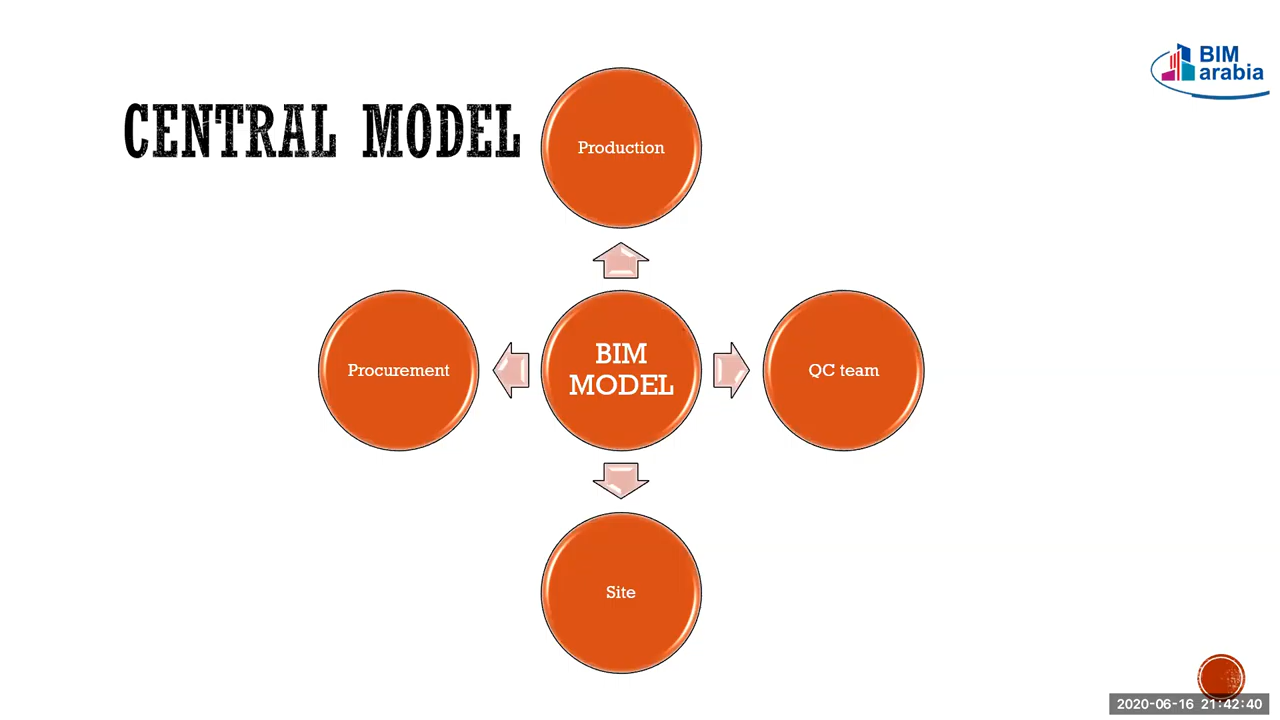 BIM
arabia
CENTRAL MODEL
Production
Procurement
BIM
MODEL
QC team
Site
2020-06-16 21:42:40